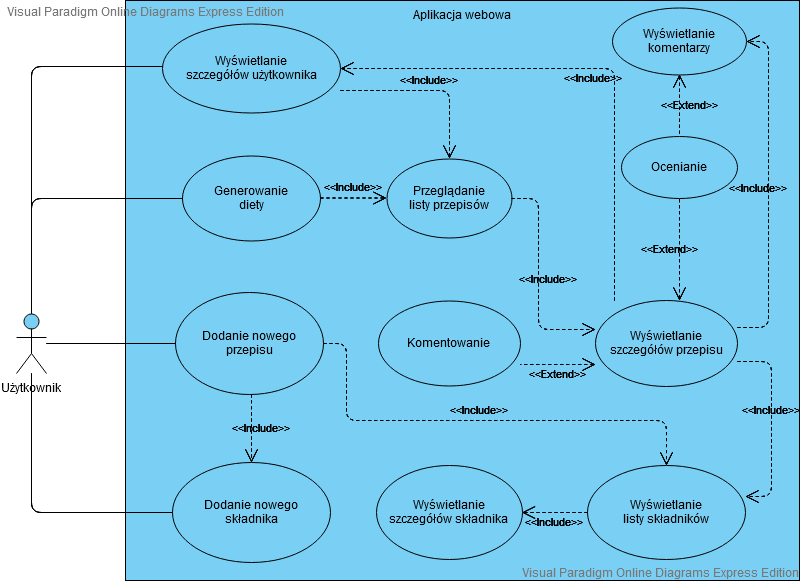 Visual Paradigm Online Diagrams Express Edition
Aplikacja webowa
Wyświetlanie
szczegółów użytkownika
Wyświetlanie
komentarzy
<<Include>>
<<Include>>
<<Extend>>
Ocenianie
Generowanie
diety
<<Include>>
Przeglądanie
listy przepisów
<<Include>>
<<Extend>>
<<Include>>
Dodanie nowego
przepisu
Komentowanie
Wyświetlanie
szczegółów przepisu
<<Extend>>
Użytkownik
<<Include>>
<<Include>>
<<Include>>
Dodanie nowego
składnika
Wyświetlanie
szczegółów składnika
<<Include>>
Wyświetlanie
listy składników
Visual Paradigm Online Diagrams Express Edition